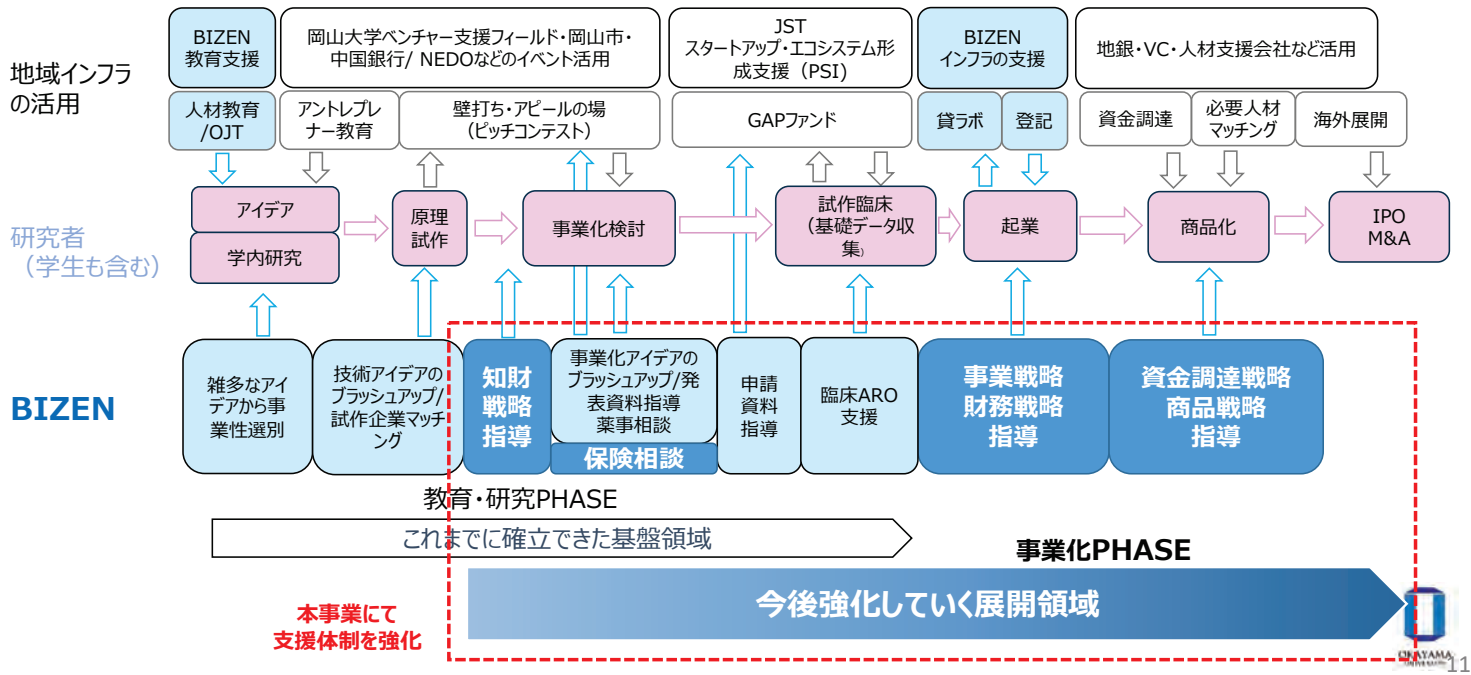 地域インフラ
の活用
BIZEN
教育支援
岡山大学ベンチャー支援フィールド・岡山市・
中国銀行/ NEDOなどのイベント活用
JST
スタートアップ・エコシステム形
成支援（PSI)
BIZEN
インフラの支援
地銀・VC・人材支援会社など活用
人材教育
/OJT
アントレプレ
ナー教育
壁打ち・アピールの場
（ピッチコンテスト）
GAPファンド
貸ラボ
登記
資金調達
必要人材
マッチング
海外展開
研究者
（学生も含む）
アイデア
学内研究
原理
試作
事業化検討
試作臨床
（基礎データ収
集）
起業
商品化
IPO
M&A
BIZEN
雑多なアイ
デアから事
業性選別
技術アイデアの
ブラッシュアップ/
試作企業マッチ
ング
知財
戦略
指導
事業化アイデアの
ブラッシュアップ/発
表資料指導
薬事相談
保険相談
申請
資料
指導
臨床ARO
支援
事業戦略
財務戦略
指導
資金調達戦略
商品戦略
指導
教育・研究PHASE
これまでに確立できた基盤領域
事業化PHASE
今後強化していく展開領域
本事業にて
支援体制を強化
OKAYAMA
UNIVERSITY
11